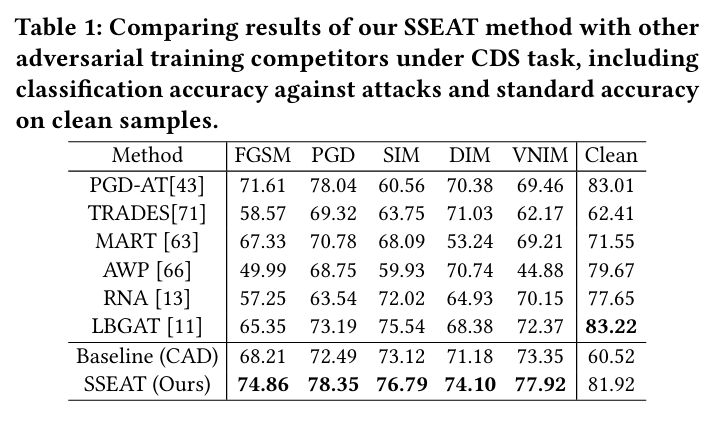 Table 1: Comparing results of our SSEAT method with other
adversarial training competitors under CDS task, including
classification accuracy against attacks and standard accuracy
on clean samples.
Method FGSM PGD SIM DIM VNIM Clean
PGD-AT[43] 71.61 78.04 60.56 70.38 69.46 83.01
TRADES[71] 58.57 69.32 63.75 71.03 62.17 62.41
MART [63] 67.33 70.78 68.09 53.24 69.21 71.55
AWP [66] 49.99 68.75 59.93 70.74 44.88 79.67
RNA [13] 57.25 63.54 72.02 64.93 70.15 77.65
LBGAT [11] 65.35 73.19 75.54 68.38 72.37 83.22
Baseline (CAD) 68.21 72.49 73.12 71.18 73.35 60.52
SSEAT (Ours) 74.86 78.35 76.79 74.10 77.92 81.92